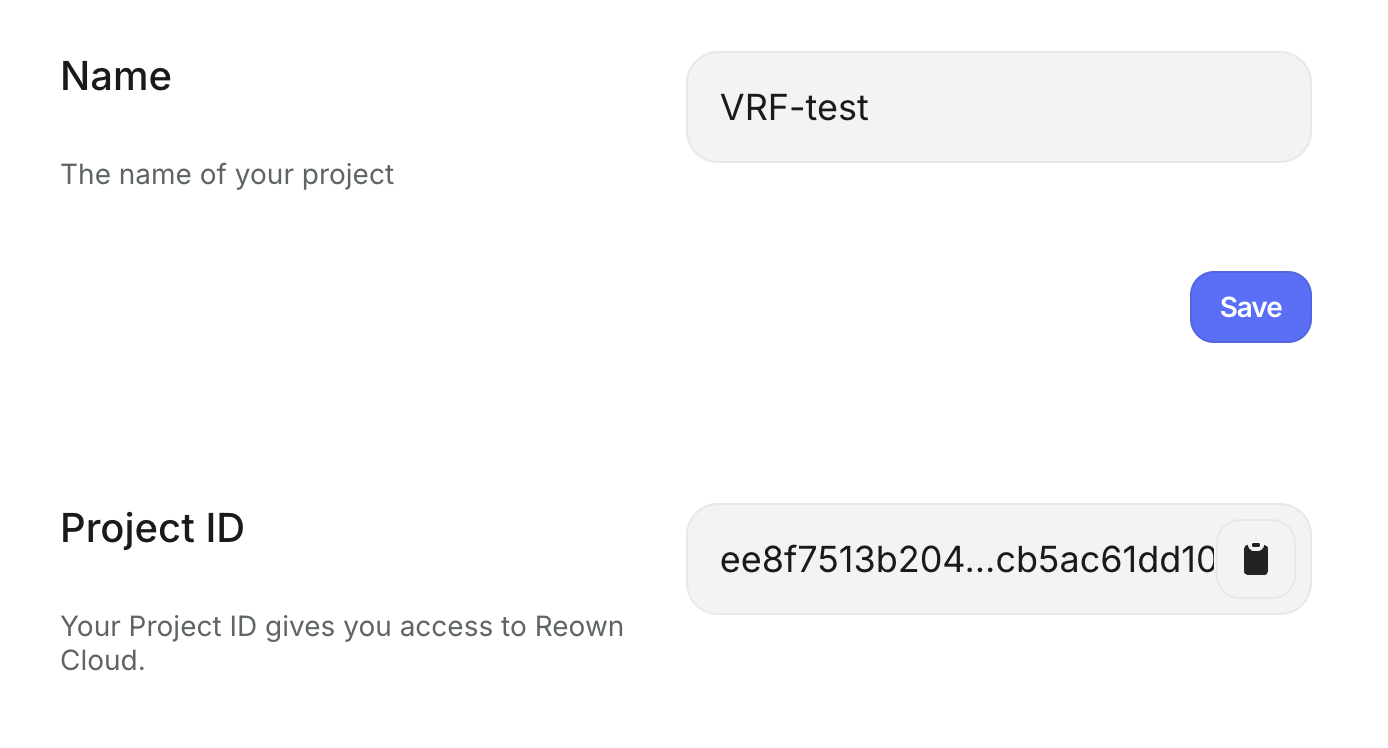 Name
VRF-test
The name of your project
Save
Project ID
ee8f7513b204...cb5ac61dd10
Your Project ID gives you access to Reown
Cloud.